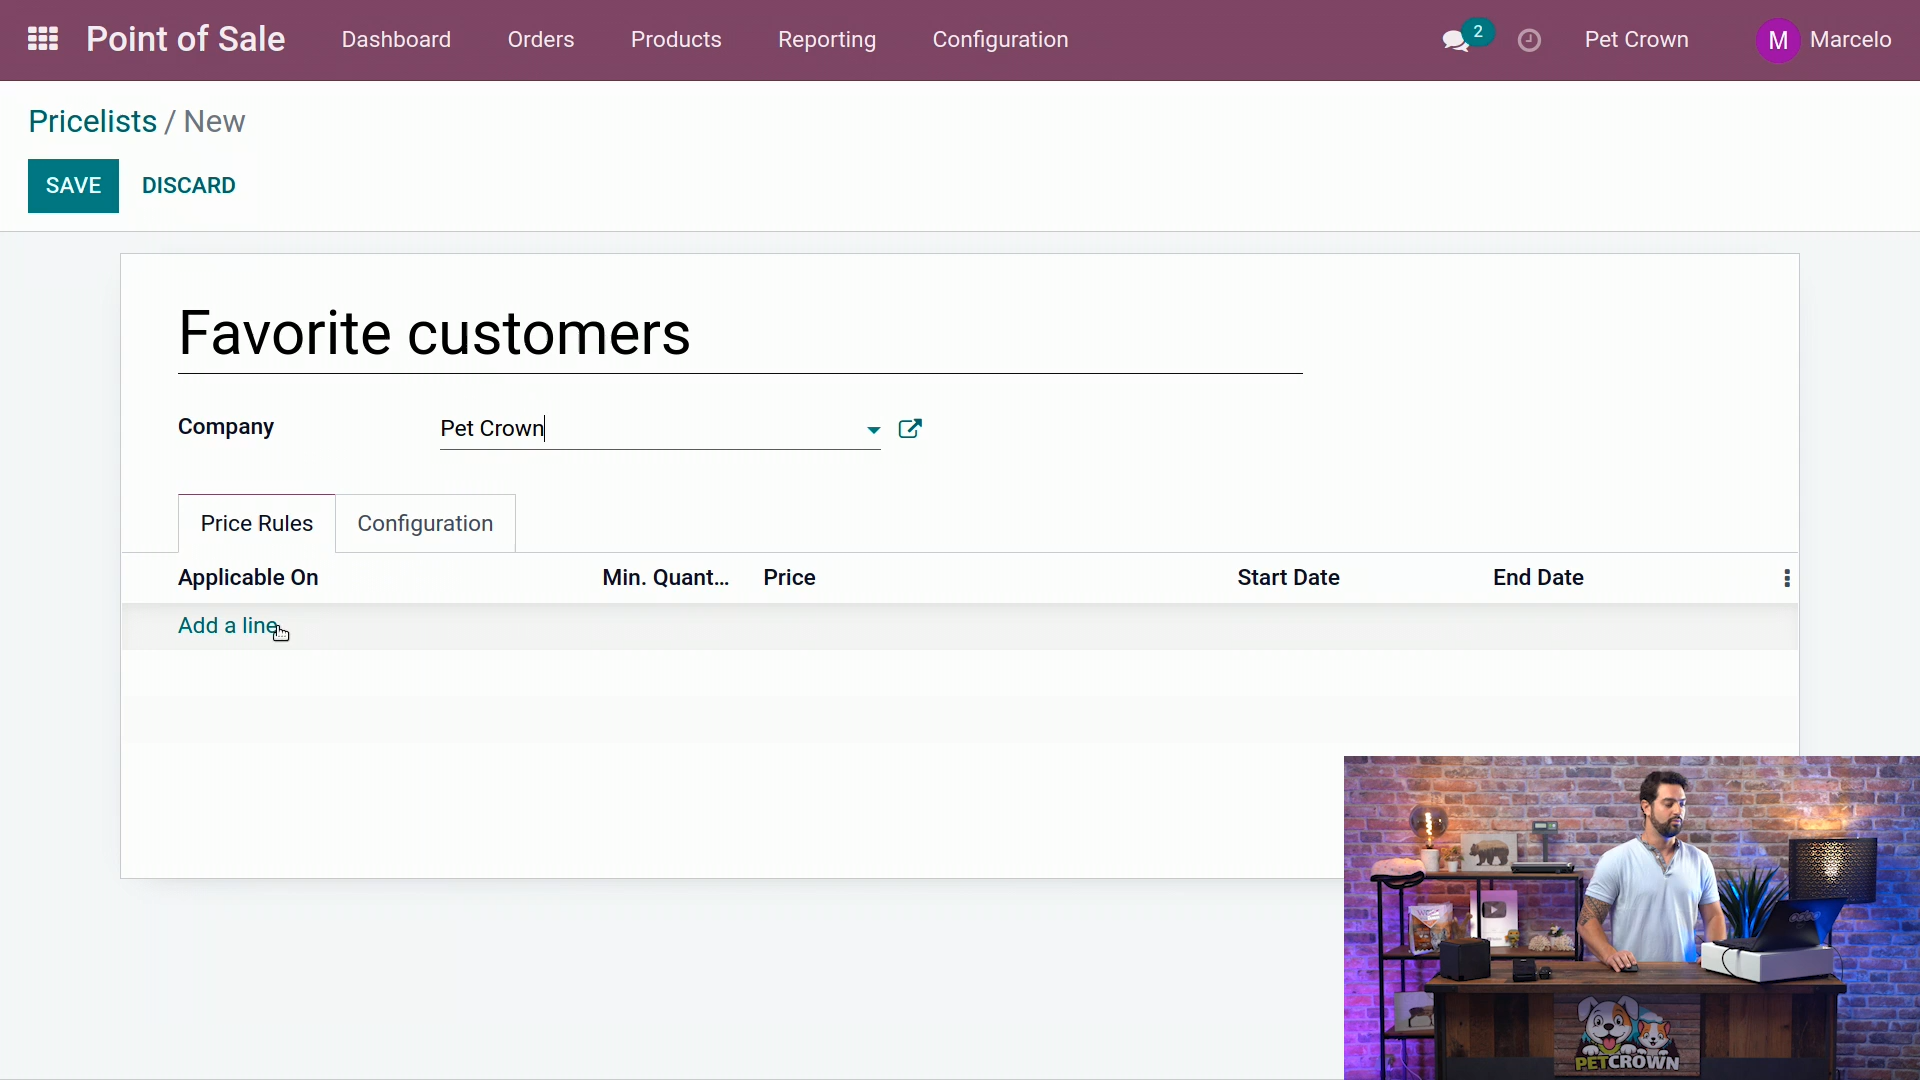 Point of Sale Dashboard Orders Products Reporting Configuration 2 Pet Crown M Marcelo
Pricelists / New
SAVE DISCARD
Favorite customers
Company Pet Crown
Price Rules Configuration
Applicable On Min. Quant... Price Start Date End Date
Add a line
PETCROWN